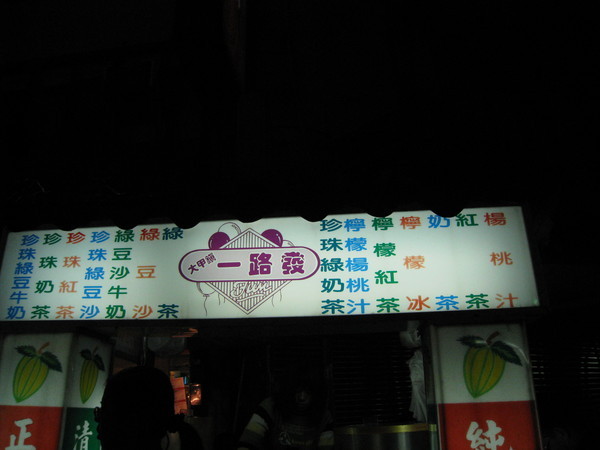 珍珠綠豆牛奶
珍珠奶茶
珍珠紅茶
珍珠綠豆沙
綠豆沙牛奶
綠豆沙
綠茶
大甲
一路發
珍珠綠奶茶
檸檬楊桃汁
檸檬紅茶
檸檬冰
奶茶
紅茶
楊桃汁
正
清
純